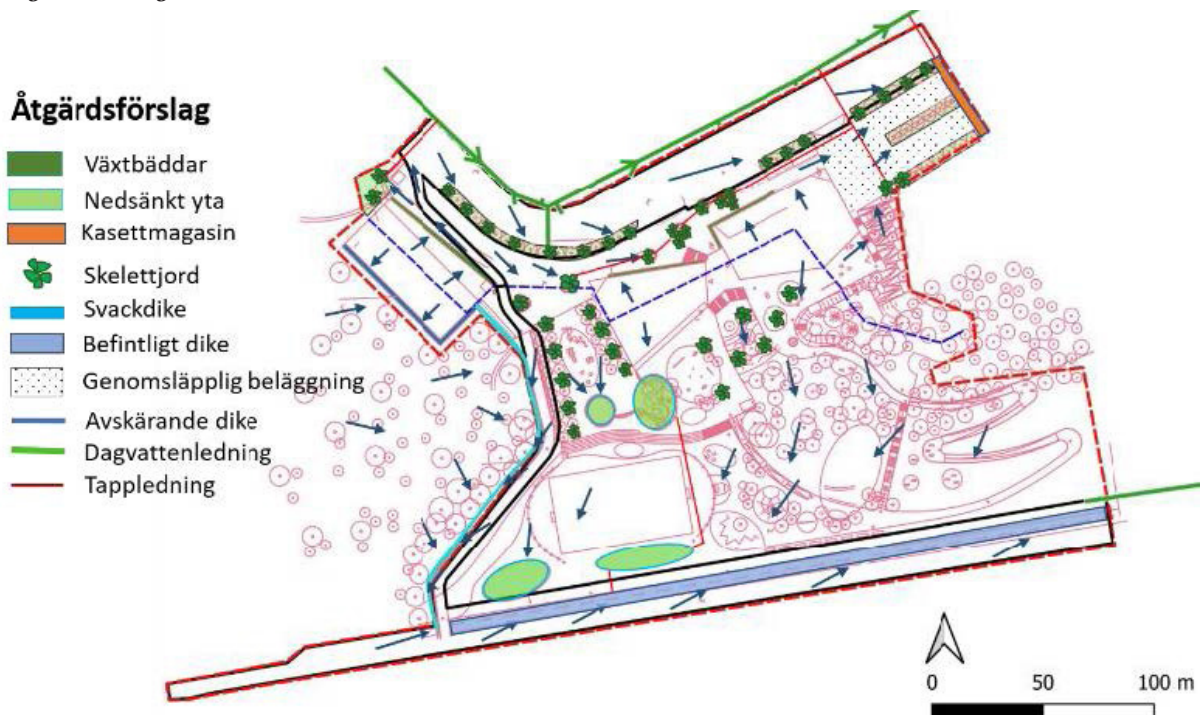 Åtgärdsförslag
Växtbäddar
Nedsänkt yta
Kasettmagasin
Skelettjord
Svackdike
Befintligt dike
Genomsläpplig beläggning
Avskärande dike
Dagvattenledning
Tappledning
0 50 100 m